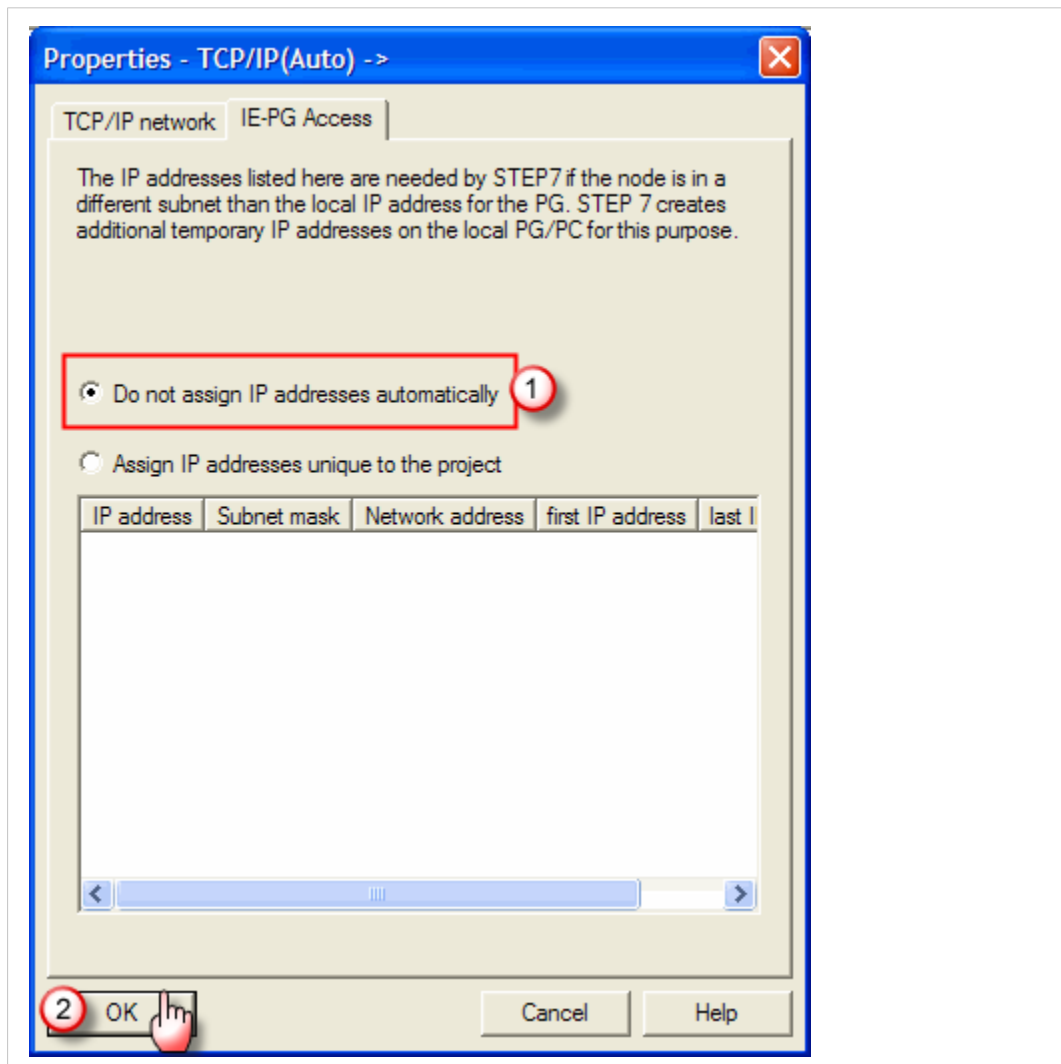 Properties - TCP/IP(Auto) ->
TCP/IP network IE-PG Access
The IP addresses listed here are needed by STEP7 if the node is in a
different subnet than the local IP address for the PG. STEP 7 creates
additional temporary IP addresses on the local PG/PC for this purpose.
Do not assign IP addresses automatically 1
Assign IP addresses unique to the project
IP address Subnet mask Network address first IP address last I
2 OK Cancel Help